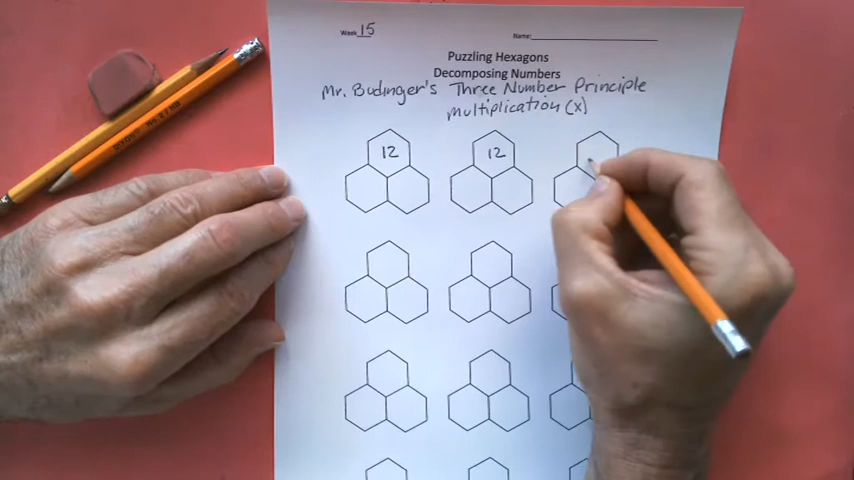 Week 15 Name:
Puzzling Hexagons
Decomposing Numbers
Mr. Budinger's Three Number Principle
Multiplication (x)
12 12